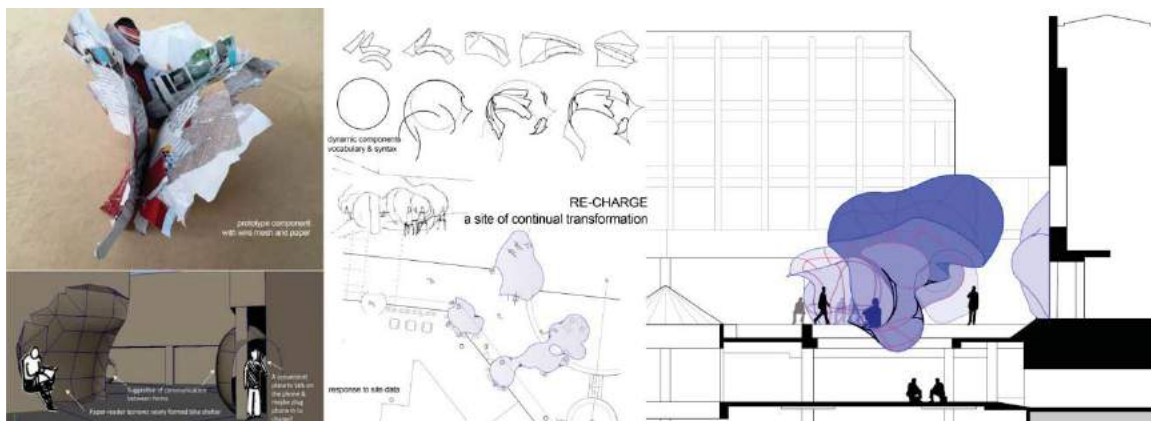 prototype component
with wire mesh and paper
Suggestive of communication
between forms
Paper-reader borrows newly formed bike shelter
A convenient
place to talk on
the phone &
maybe plug
phone in to
charge?
dynamic components
vocabulary & syntax
RE-CHARGE
a site of continual transformation
response to site data